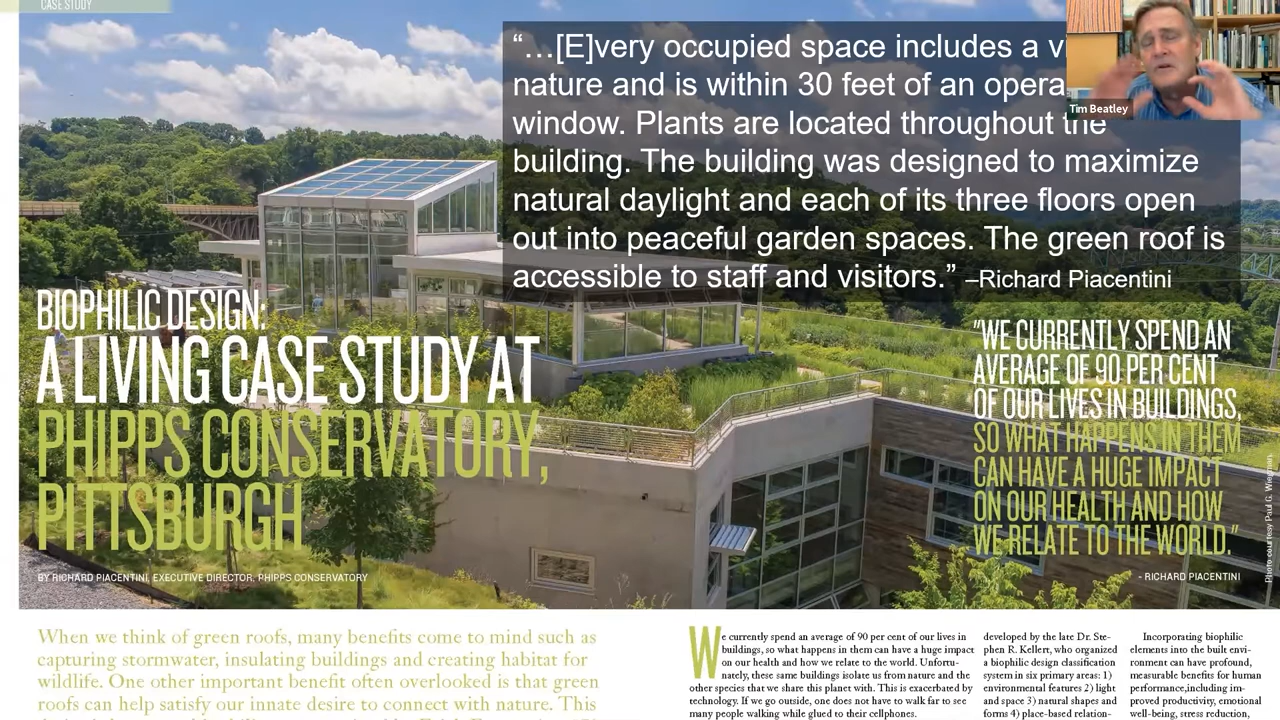 CASE STUDY
“…[E]very occupied space includes a
nature and is within 30 feet of an
window. Plants are located throughout the
building. The building was designed to maximize
natural daylight and each of its three floors open
out into peaceful garden spaces. The green roof is
accessible to staff and visitors.” –Richard Piacentini
Tim Beatley
BIOPHILIC DESIGN:
A LIVING CASE STUDY AT
PHIPPS CONSERVATORY,
PITTSBURGH
BY RICHARD PIACENTINI, EXECUTIVE DIRECTOR, PHIPPS CONSERVATORY
"WE CURRENTLY SPEND AN
AVERAGE OF 90 PER CENT
OF OUR LIVES IN BUILDINGS,
SO WHAT HAPPENS IN THEM
CAN HAVE A HUGE IMPACT
ON OUR HEALTH AND HOW
WE RELATE TO THE WORLD."
- RICHARD PIACENTINI
Photo courtesy Paul G. Wiegman.
When we think of green roofs, many benefits come to mind such as
capturing stormwater, insulating buildings and creating habitat for
wildlife. One other important benefit often overlooked is that green
roofs can help satisfy our innate desire to connect with nature. This
We currently spend an average of 90 per cent of our lives in
buildings, so what happens in them can have a huge impact
on our health and how we relate to the world. Unfortu-
nately, these same buildings isolate us from nature and the
other species that we share this planet with. This is exacerbated by
technology. If we go outside, one does not have to walk far to see
many people walking while glued to their cellphones.
developed by the late Dr. Ste-
phen R. Kellert, who organized
a biophilic design classification
system in six primary areas: 1)
environmental features 2) light
and space 3) natural shapes and
forms 4) place-based relation-
Incorporating biophilic
elements into the built envi-
ronment can have profound,
measurable benefits for human
performance,including im-
proved productivity, emotional
well-being, stress reduction,